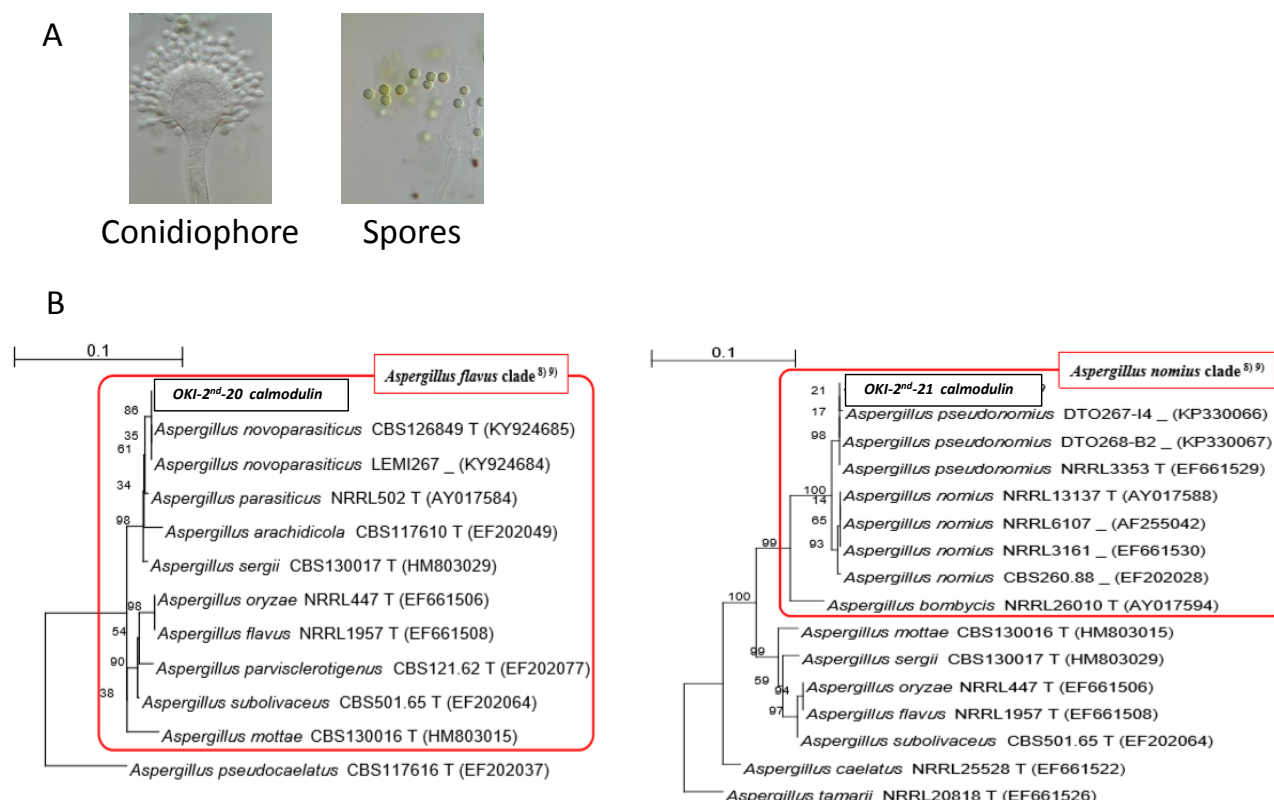 A
Conidiophore
Spores
B
0.1
Aspergillus flavus clade 8) 9)
OKI-2nd-20 calmodulin
86
Aspergillus novoparasiticus CBS126849 T (KY924685)
35
61
Aspergillus novoparasiticus LEMI267 _ (KY924684)
34
Aspergillus parasiticus NRRL502 T (AY017584)
98
Aspergillus arachidicola CBS117610 T (EF202049)
Aspergillus sergii CBS130017 T (HM803029)
98
Aspergillus oryzae NRRL447 T (EF661506)
54
Aspergillus flavus NRRL1957 T (EF661508)
90
Aspergillus parvisclerotigenus CBS121.62 T (EF202077)
38
Aspergillus subolivaceus CBS501.65 T (EF202064)
Aspergillus mottae CBS130016 T (HM803015)
Aspergillus pseudocaelatus CBS117616 T (EF202037)
0.1
Aspergillus nomius clade 8) 9)
21
OKI-2nd-21 calmodulin
17
Aspergillus pseudonomius DTO267-I4 _ (KP330066)
98
Aspergillus pseudonomius DTO268-B2 _ (KP330067)
Aspergillus pseudonomius NRRL3353 T (EF661529)
100
Aspergillus nomius NRRL13137 T (AY017588)
14
65
Aspergillus nomius NRRL6107 _ (AF255042)
93
Aspergillus nomius NRRL3161 _ (EF661530)
99
Aspergillus nomius CBS260.88 _ (EF202028)
100
Aspergillus bombycis NRRL26010 T (AY017594)
Aspergillus mottae CBS130016 T (HM803015)
99
Aspergillus sergii CBS130017 T (HM803029)
59
94
Aspergillus oryzae NRRL447 T (EF661506)
97
Aspergillus flavus NRRL1957 T (EF661508)
Aspergillus subolivaceus CBS501.65 T (EF202064)
Aspergillus caelatus NRRL25528 T (EF661522)
Aspergillus tamarii NRRL20818 T (EF661526)